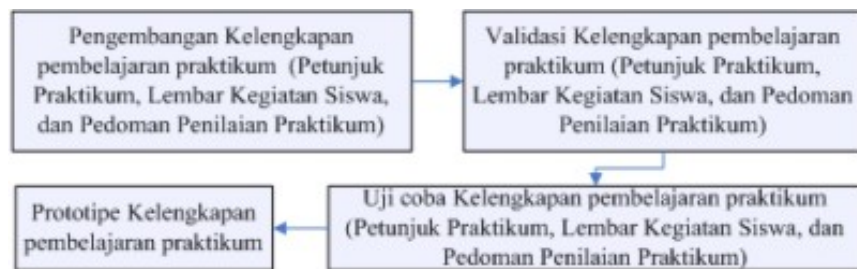 Pengembangan Kelengkapan
pembelajaran praktikum (Petunjuk
Praktikum, Lembar Kegiatan Siswa,
dan Pedoman Penilaian Praktikum)
Validasi Kelengkapan pembelajaran
praktikum (Petunjuk Praktikum,
Lembar Kegiatan Siswa, dan Pedoman
Penilaian Praktikum)
Uji coba Kelengkapan pembelajaran praktikum
(Petunjuk Praktikum, Lembar Kegiatan Siswa, dan
Pedoman Penilaian Praktikum)
Prototipe Kelengkapan
pembelajaran praktikum